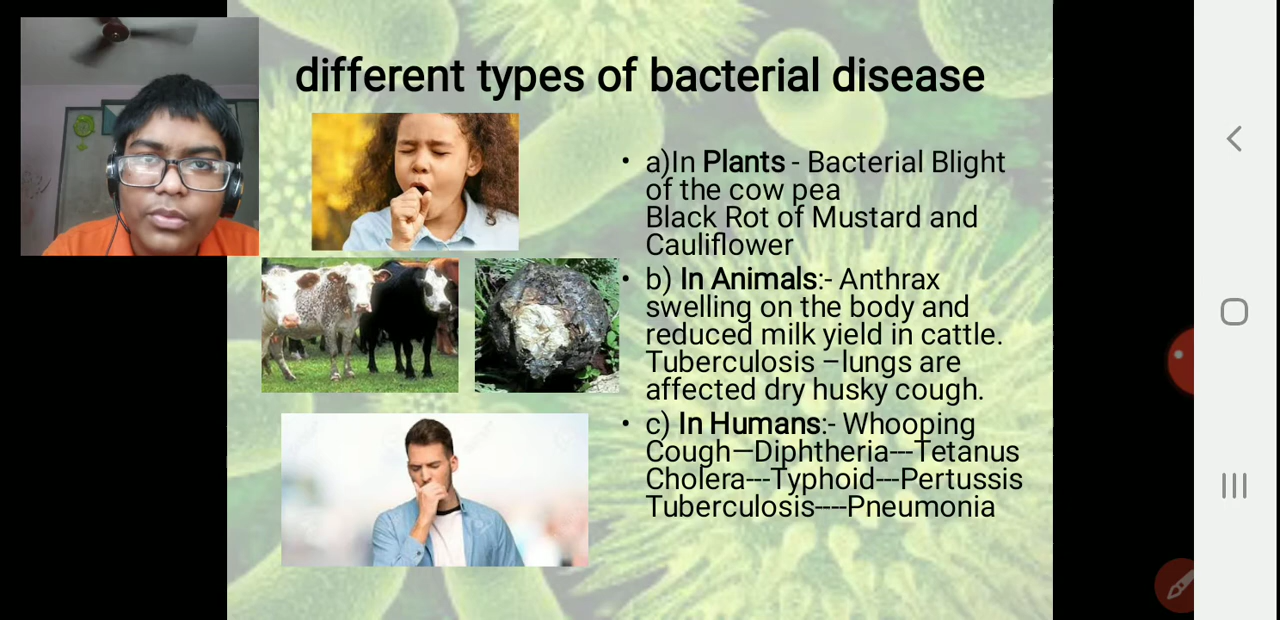 different types of bacterial disease
• a)In Plants - Bacterial Blight
of the cow pea
Black Rot of Mustard and
Cauliflower
• b) In Animals:- Anthrax
swelling on the body and
reduced milk yield in cattle.
Tuberculosis –lungs are
affected dry husky cough.
• c) In Humans:- Whooping
Cough—Diphtheria---Tetanus
Cholera---Typhoid---Pertussis
Tuberculosis----Pneumonia